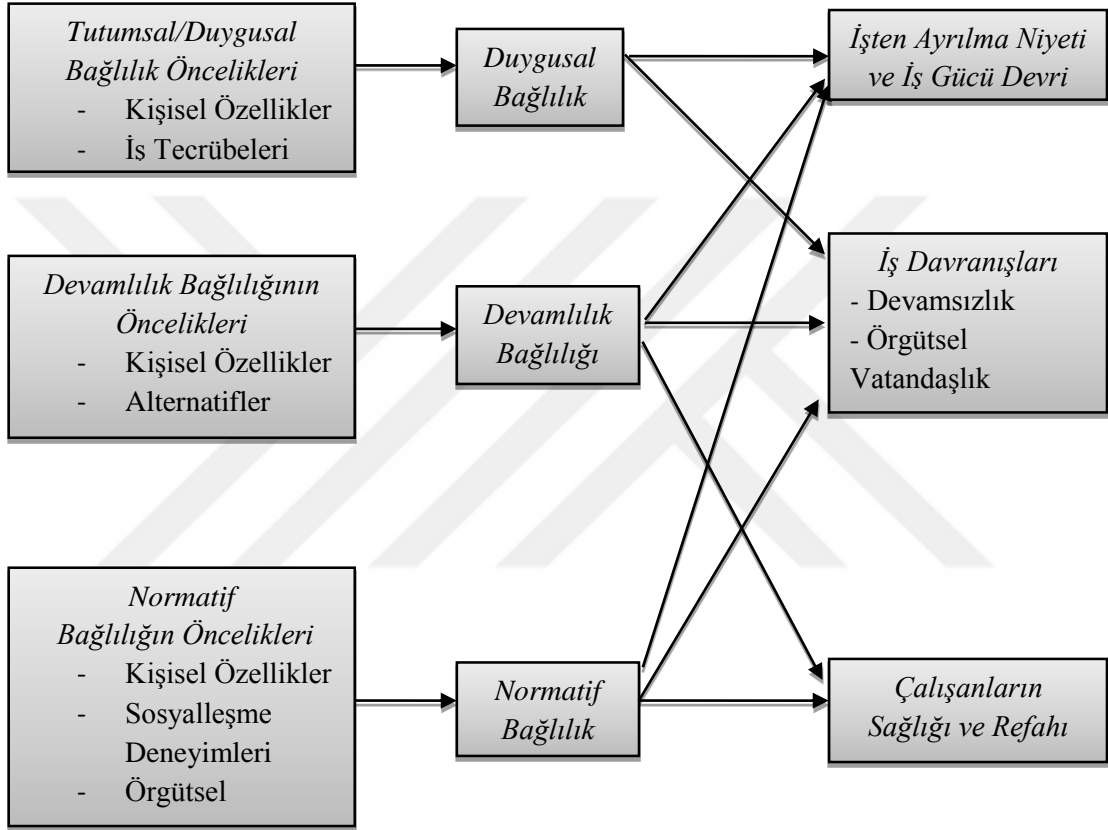 Tutumsal/Duygusal
Bağlılık Öncelikleri
- Kişisel Özellikler
- İş Tecrübeleri
Duygusal
Bağlılık
İşten Ayrılma Niyeti
ve İş Gücü Devri
Devamlılık Bağlılığının
Öncelikleri
- Kişisel Özellikler
- Alternatifler
Devamlılık
Bağlılığı
İş Davranışları
- Devamsızlık
- Örgütsel
Vatandaşlık
Normatif
Bağlılığın Öncelikleri
- Kişisel Özellikler
- Sosyalleşme
Deneyimleri
- Örgütsel
Normatif
Bağlılık
Çalışanların
Sağlığı ve Refahı